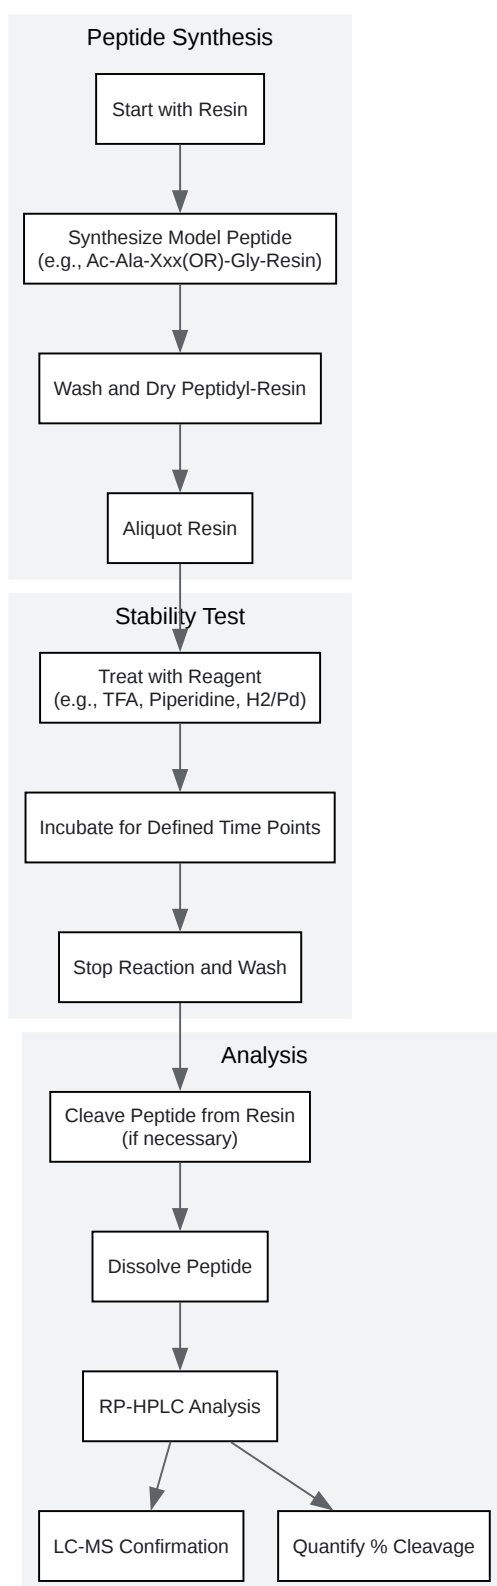 Peptide Synthesis
Start with Resin
Synthesize Model Peptide
(e.g., Ac-Ala-Xxx(OR)-Gly-Resin)
Wash and Dry Peptidyl-Resin
Aliquot Resin
Stability Test
Treat with Reagent
(e.g., TFA, Piperidine, H2/Pd)
Incubate for Defined Time Points
Stop Reaction and Wash
Analysis
Cleave Peptide from Resin
(if necessary)
Dissolve Peptide
RP-HPLC Analysis
LC-MS Confirmation
Quantify % Cleavage